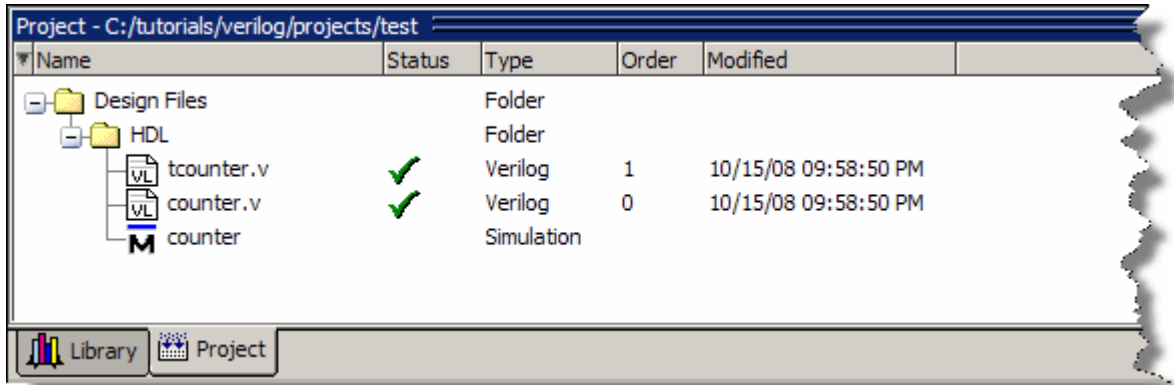 Project - C:/tutorials/verilog/projects/test
Name Status Type Order Modified
Design Files Folder
HDL Folder
VL tcounter.v Verilog 1 10/15/08 09:58:50 PM
VL counter.v Verilog 0 10/15/08 09:58:50 PM
M counter Simulation
Library Project